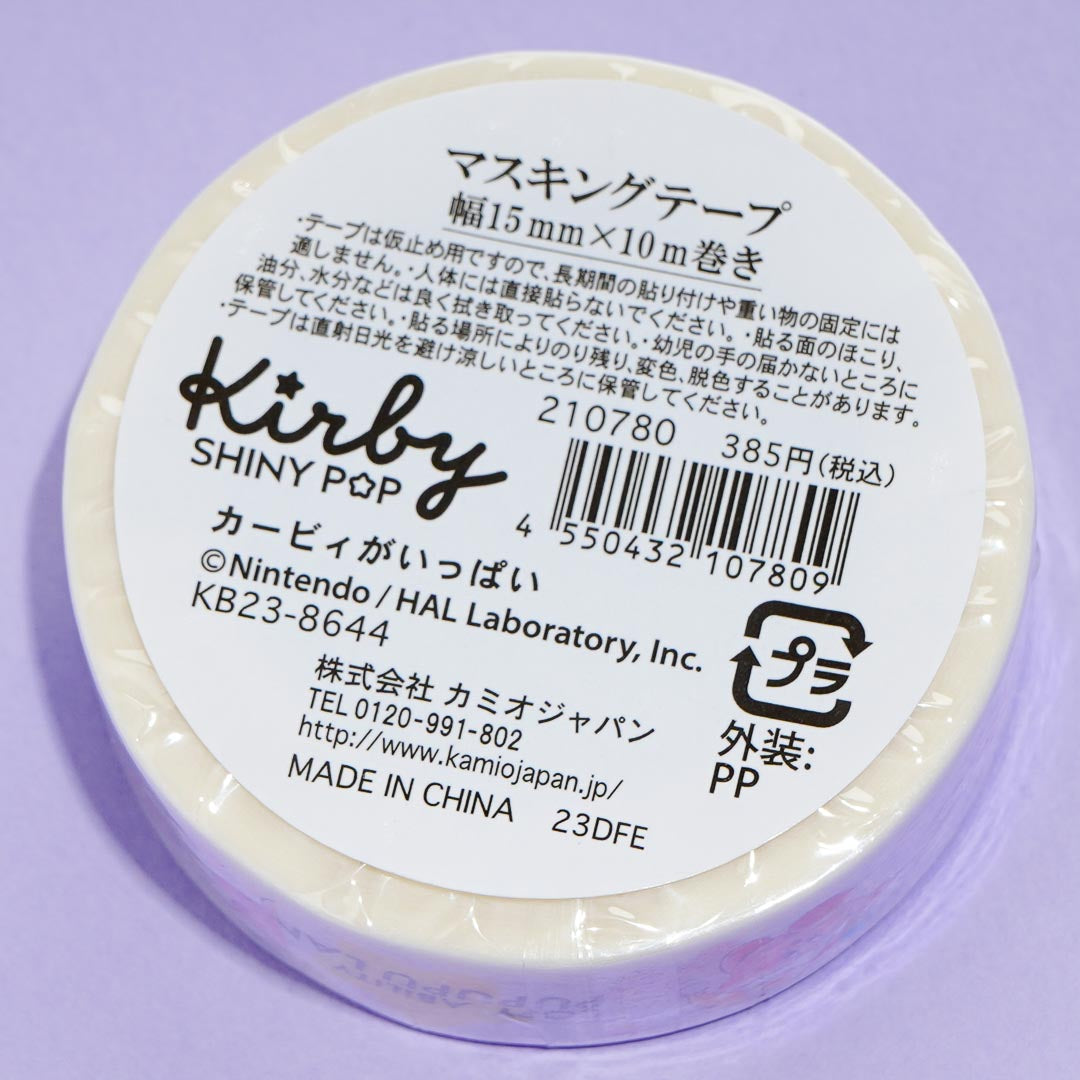 マスキングテープ
幅15mm×10m巻き
・テープは仮止め用ですので、長期間の貼り付けや重い物の固定には
適しません。・人体には直接貼らないでください。・貼る面のほこり、
油分、水分などは良く拭き取ってください。・幼児の手の届かないところに
保管してください。・貼る場所によりのり残り、変色、脱色することがあります。
・テープは直射日光を避け涼しいところに保管してください。
Kirby
SHINY POP
210780 385円(税込)
4 550432 107809
カービィがいっぱい
©Nintendo / HAL Laboratory, Inc.
KB23-8644
プラ
外装:
PP
株式会社 カミオジャパン
TEL 0120-991-802
http://www.kamiojapan.jp/
MADE IN CHINA 23DFE